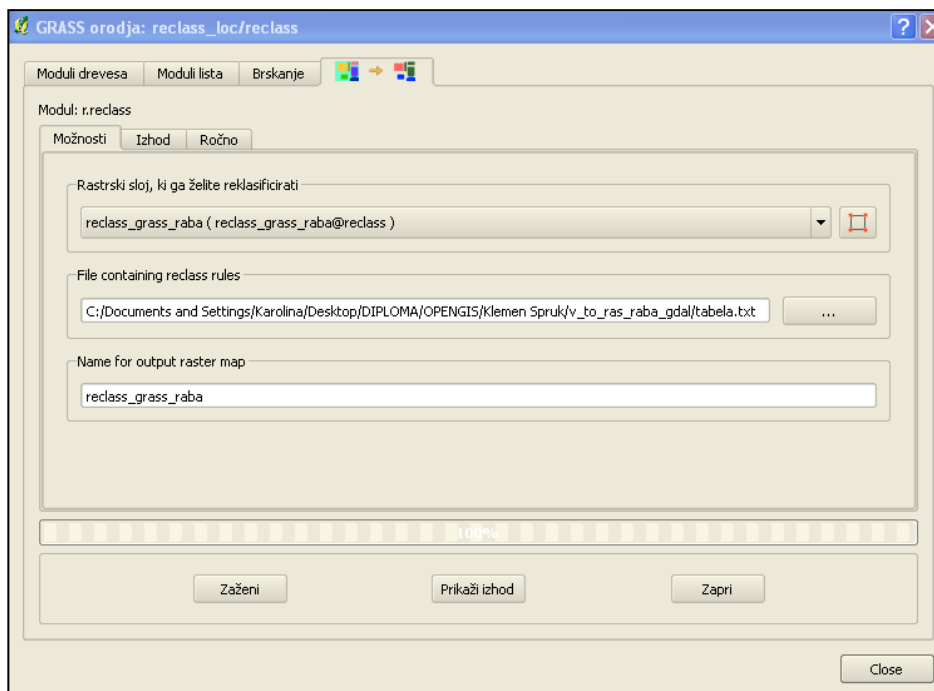 GRASS orodja: reclass_loc/reclass
Moduli drevesa Moduli lista Brskanje
Modul: r.reclass
Možnosti Izhod Ročno
Rastrski sloj, ki ga želite reklasificirati
reclass_grass_raba ( reclass_grass_raba@reclass )
File containing reclass rules
C:/Documents and Settings/Karolina/Desktop/DIPLOMA/OPENGIS/Klemen Spruk/v_to_ras_raba_gdal/tabela.txt ...
Name for output raster map
reclass_grass_raba
100%
Zaženi Prikaži izhod Zapri
Close